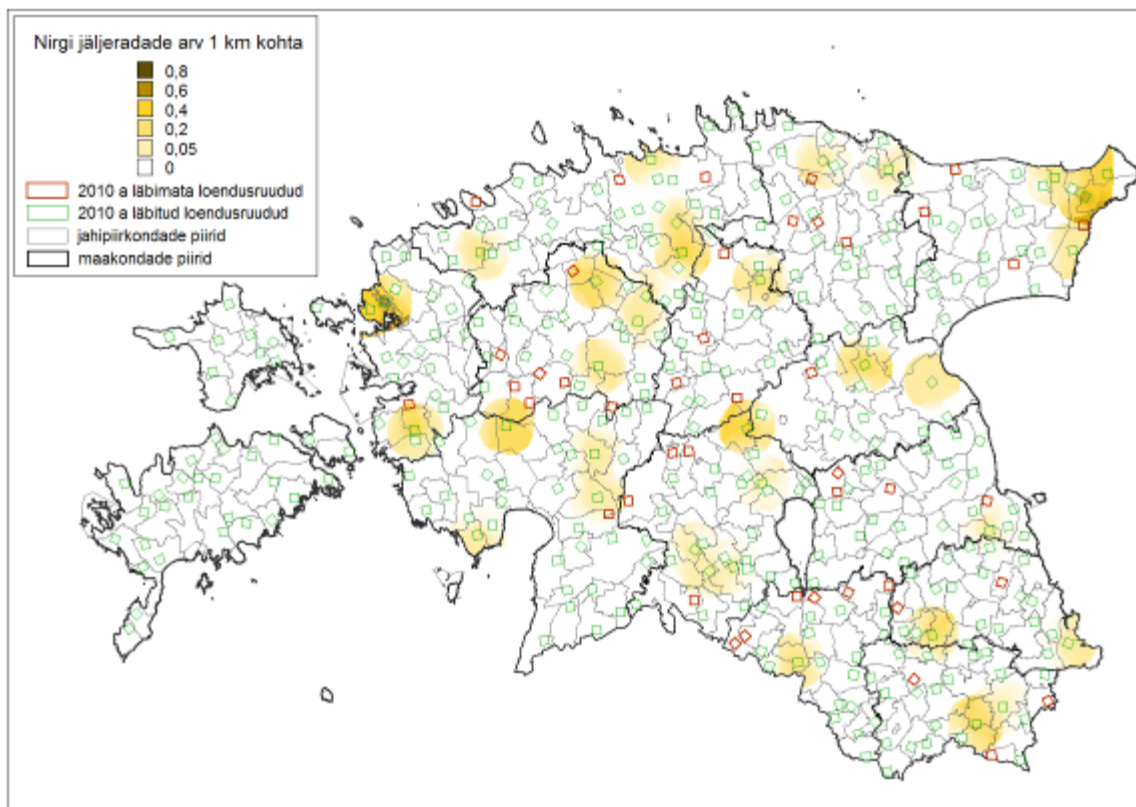 Nirgi jäljeradade arv 1 km kohta
0,8
0,6
0,4
0,2
0,05
0
2010 a läbimata loendusruudud
2010 a läbitud loendusruudud
jahipiirkondade piirid
maakondade piirid